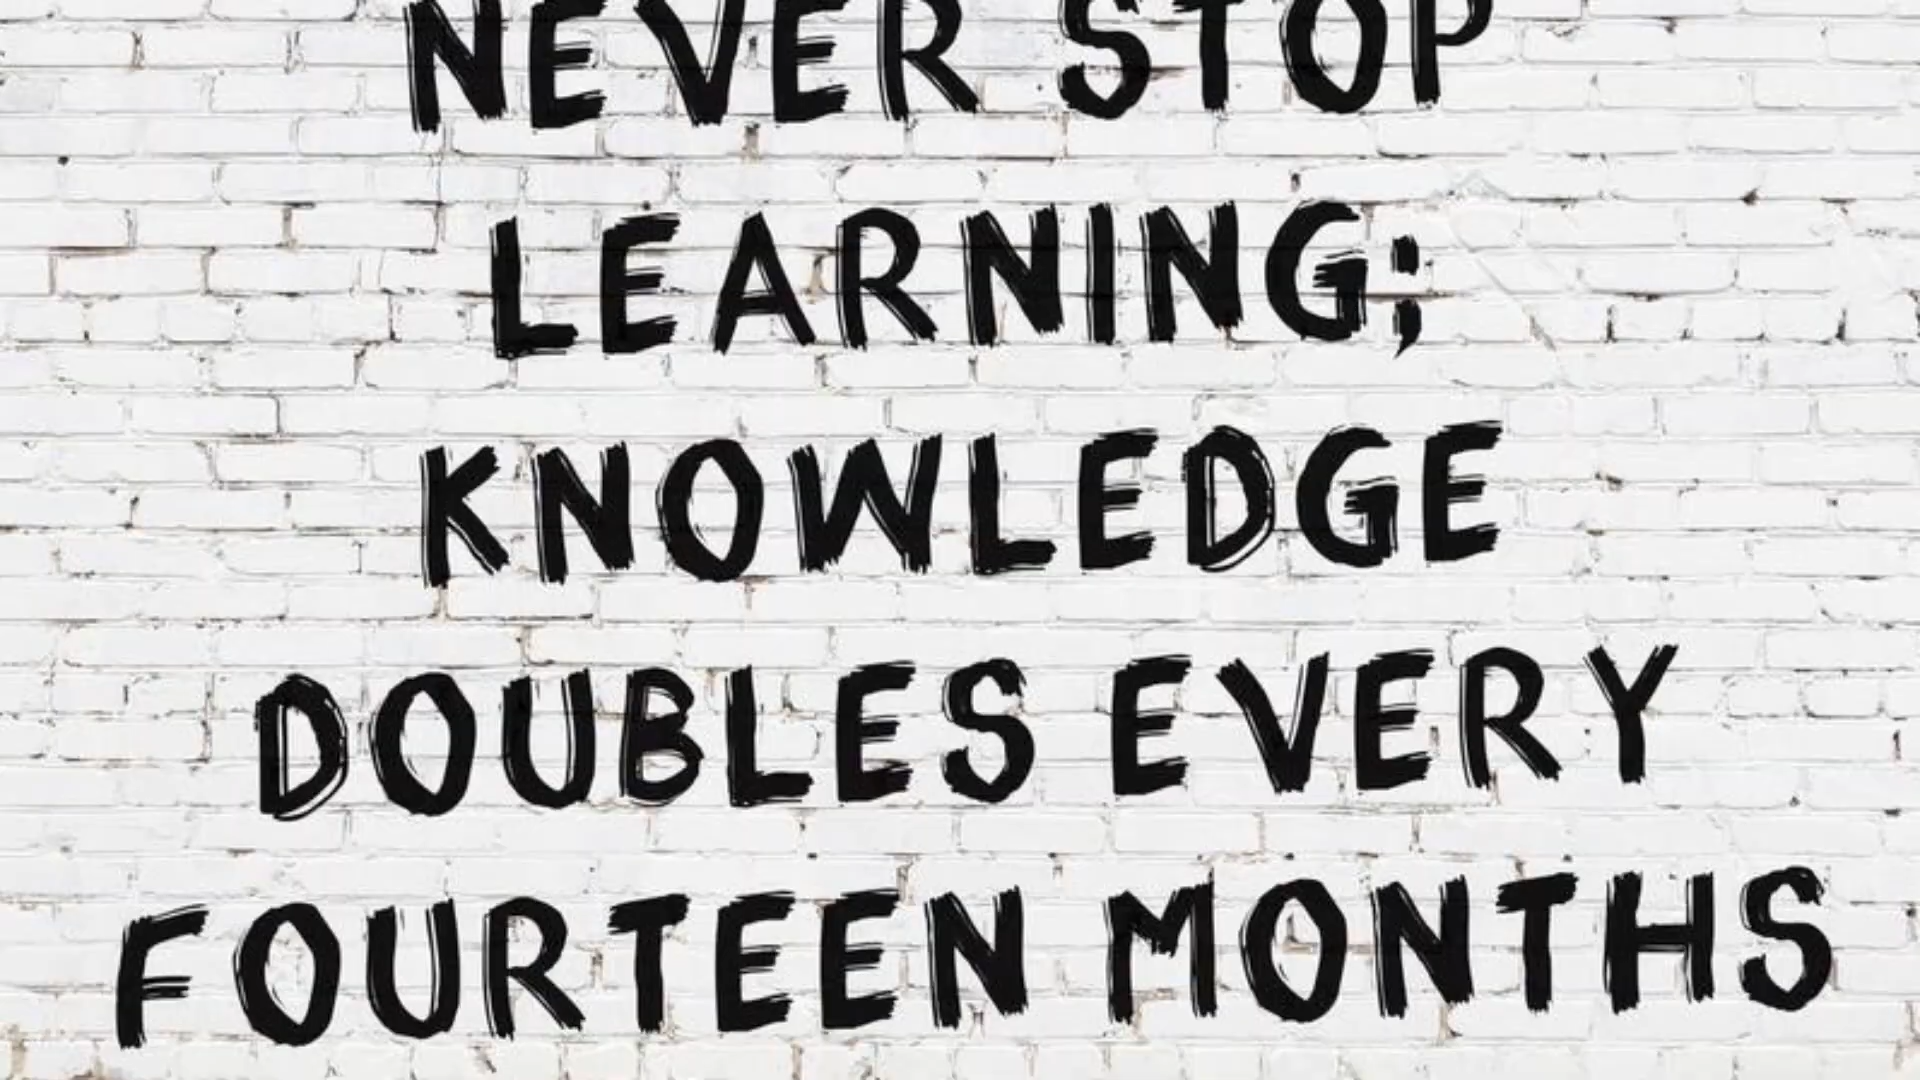 NEVER STOP
LEARNING;
KNOWLEDGE
DOUBLES EVERY
FOURTEEN MONTHS